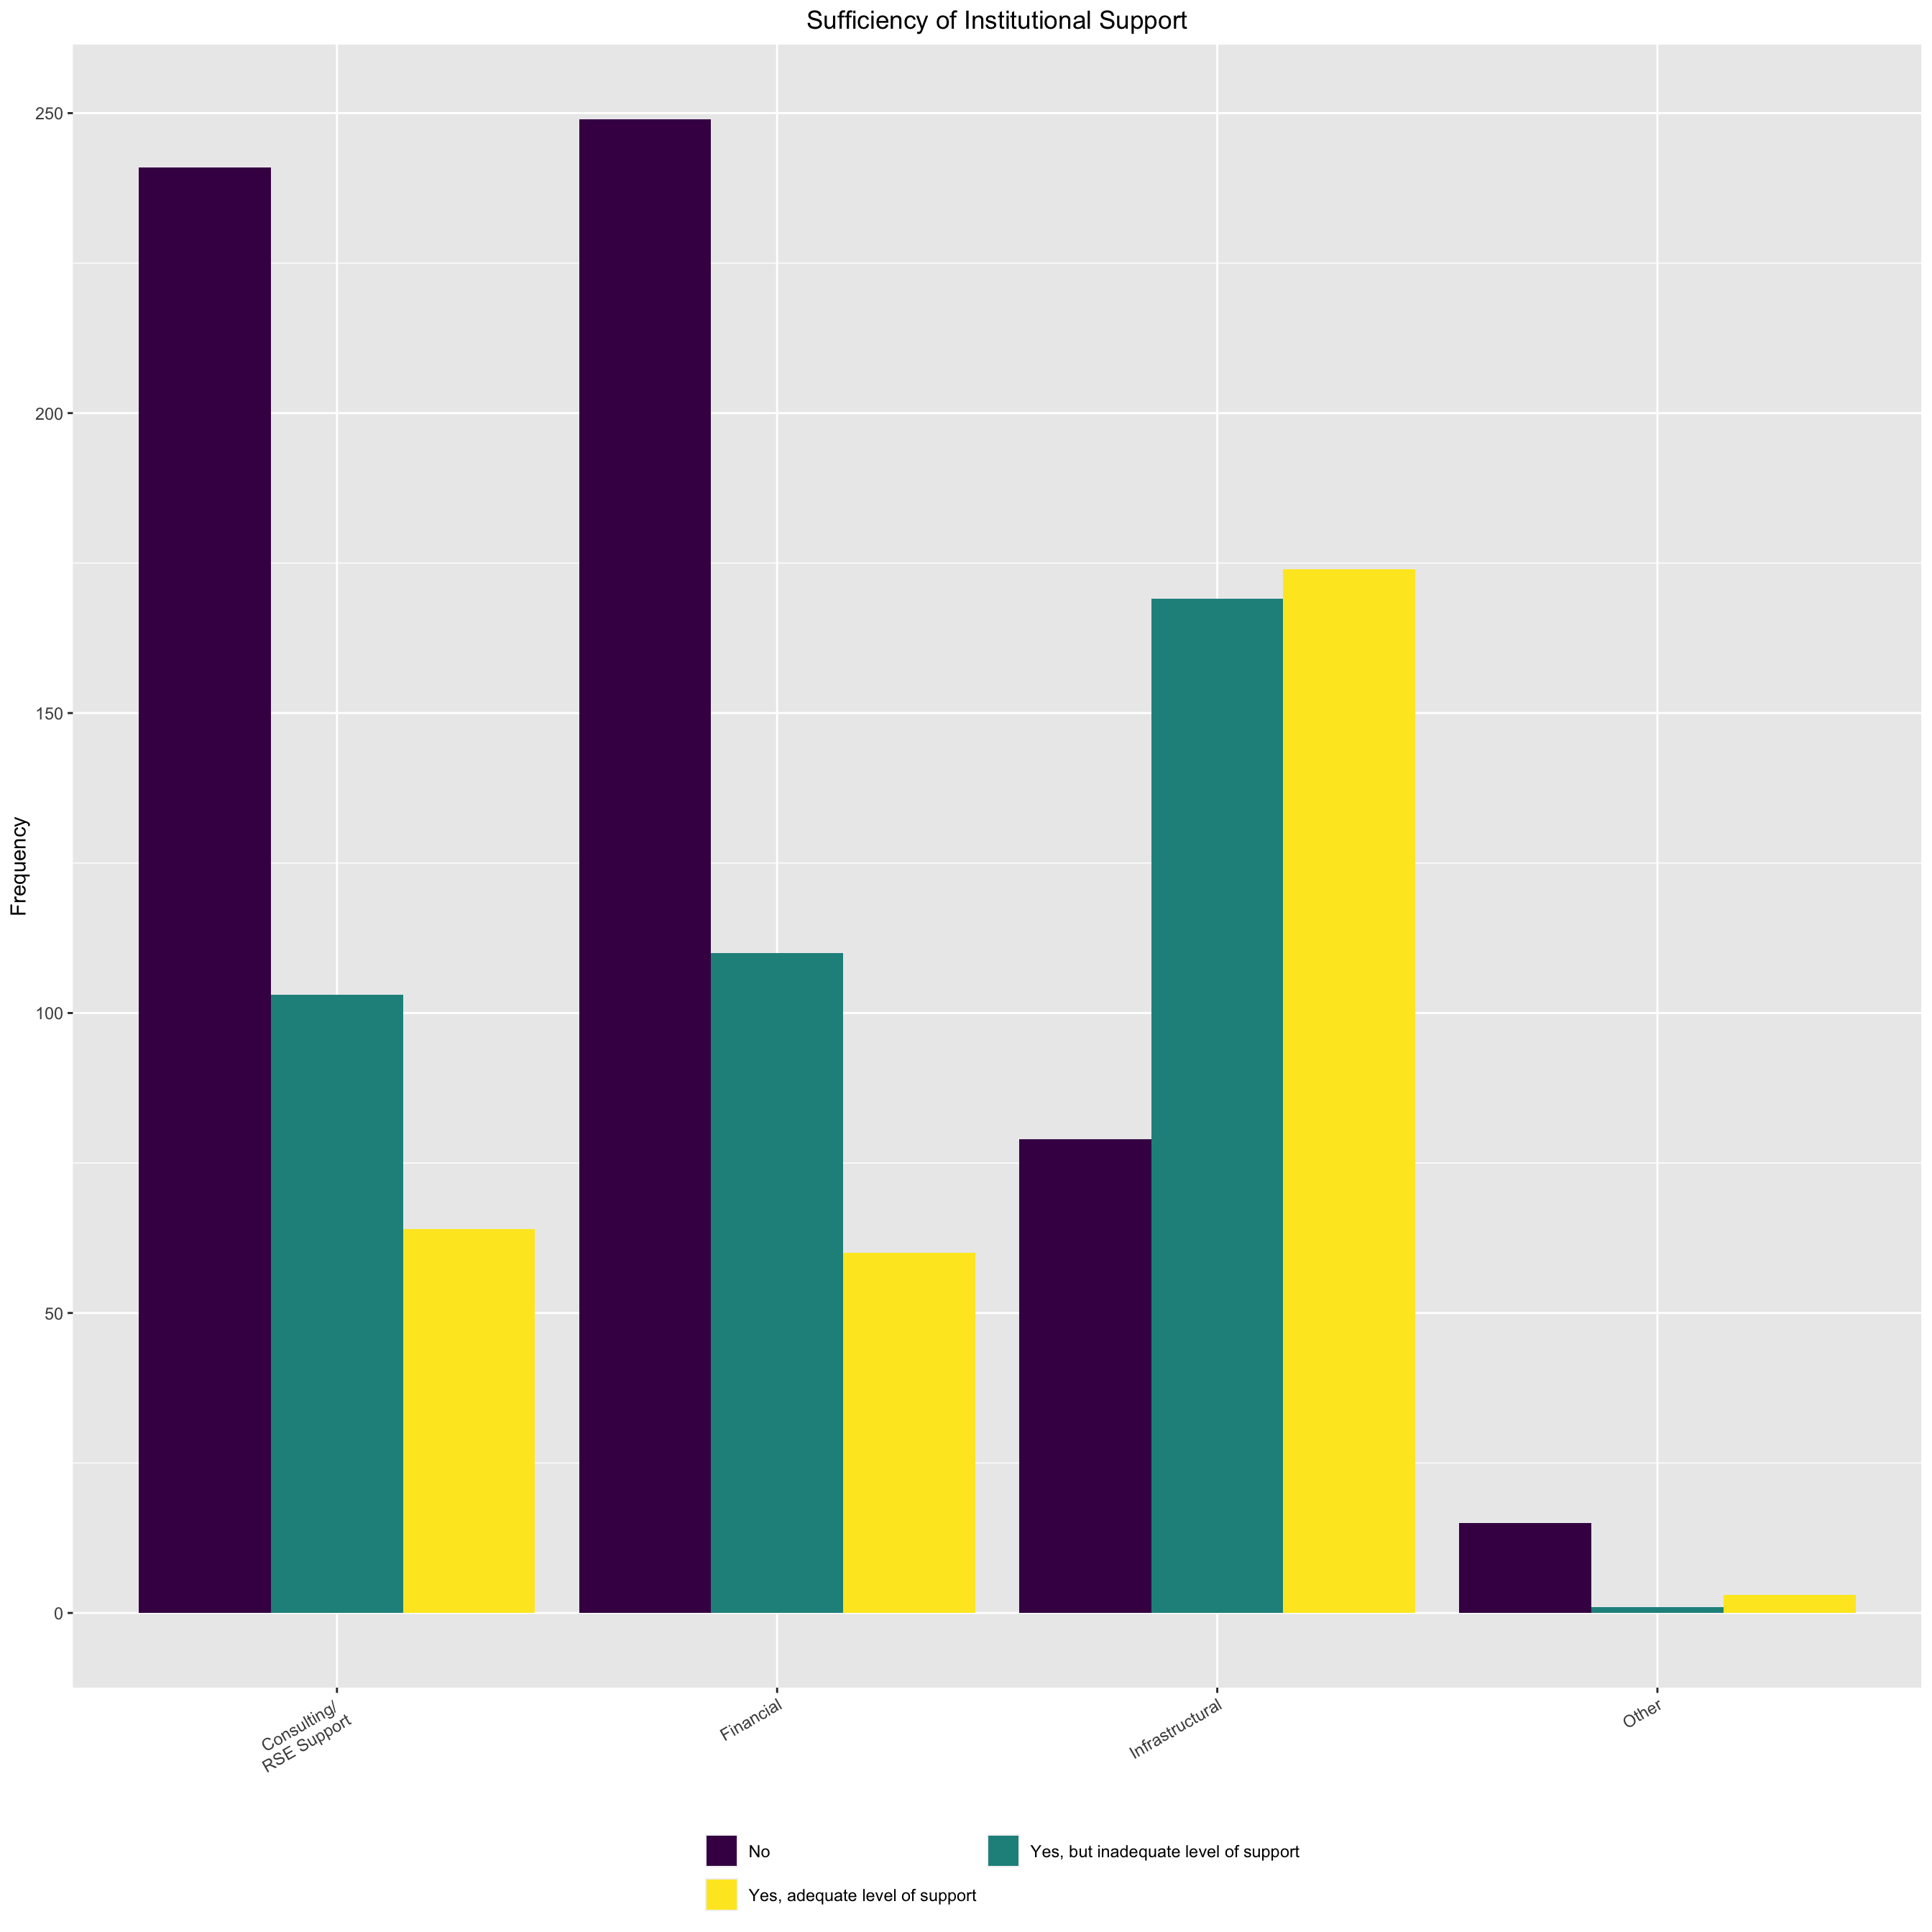 Sufficiency of Institutional Support
250
200
150
100
50
0
Frequency
Consulting/
RSE Support
Financial
Infrastructural
Other
No
Yes, but inadequate level of support
Yes, adequate level of support